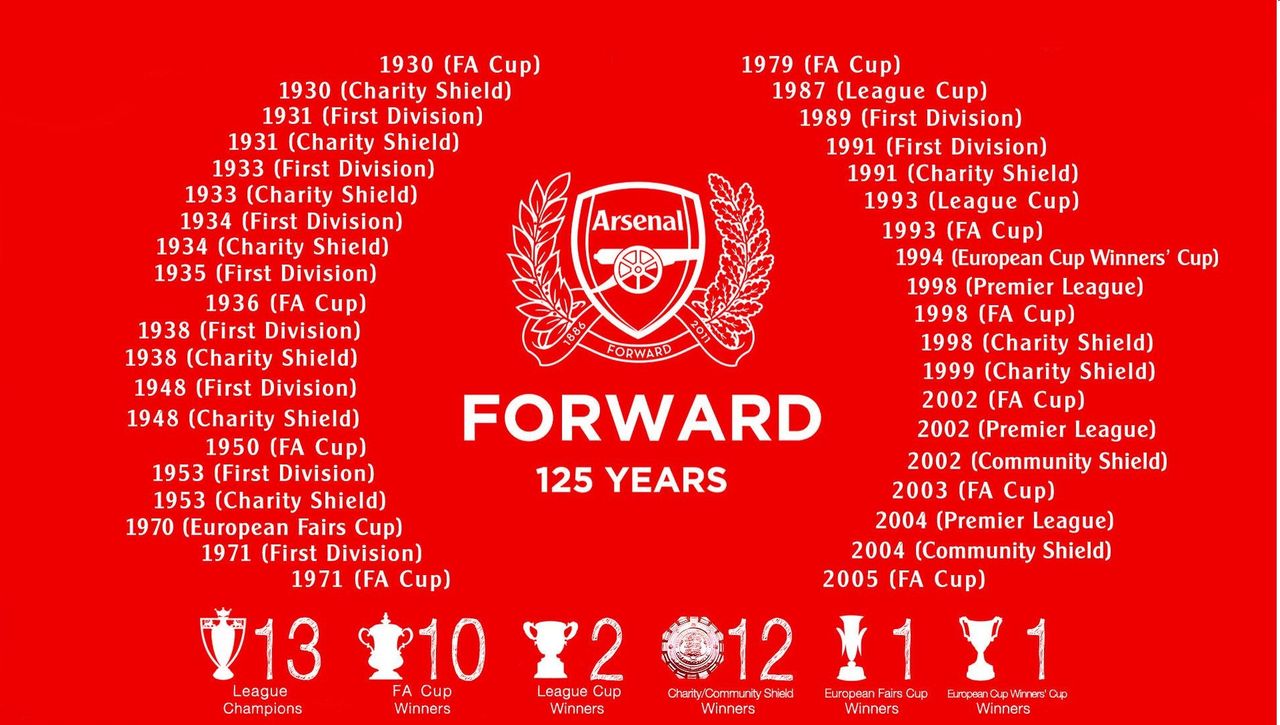 1930 (FA Cup)
1930 (Charity Shield)
1931 (First Division)
1931 (Charity Shield)
1933 (First Division)
1933 (Charity Shield)
1934 (First Division)
1934 (Charity Shield)
1935 (First Division)
1936 (FA Cup)
1938 (First Division)
1938 (Charity Shield)
1948 (First Division)
1948 (Charity Shield)
1950 (FA Cup)
1953 (First Division)
1953 (Charity Shield)
1970 (European Fairs Cup)
1971 (First Division)
1971 (FA Cup)
Arsenal
1886
FORWARD
2011
FORWARD
125 YEARS
1979 (FA Cup)
1987 (League Cup)
1989 (First Division)
1991 (First Division)
1991 (Charity Shield)
1993 (League Cup)
1993 (FA Cup)
1994 (European Cup Winners' Cup)
1998 (Premier League)
1998 (FA Cup)
1998 (Charity Shield)
1999 (Charity Shield)
2002 (FA Cup)
2002 (Premier League)
2002 (Community Shield)
2003 (FA Cup)
2004 (Premier League)
2004 (Community Shield)
2005 (FA Cup)
13
League
Champions
10
FA Cup
Winners
2
League Cup
Winners
12
Charity/Community Shield
Winners
1
European Fairs Cup
Winners
1
European Cup Winners' Cup
Winners